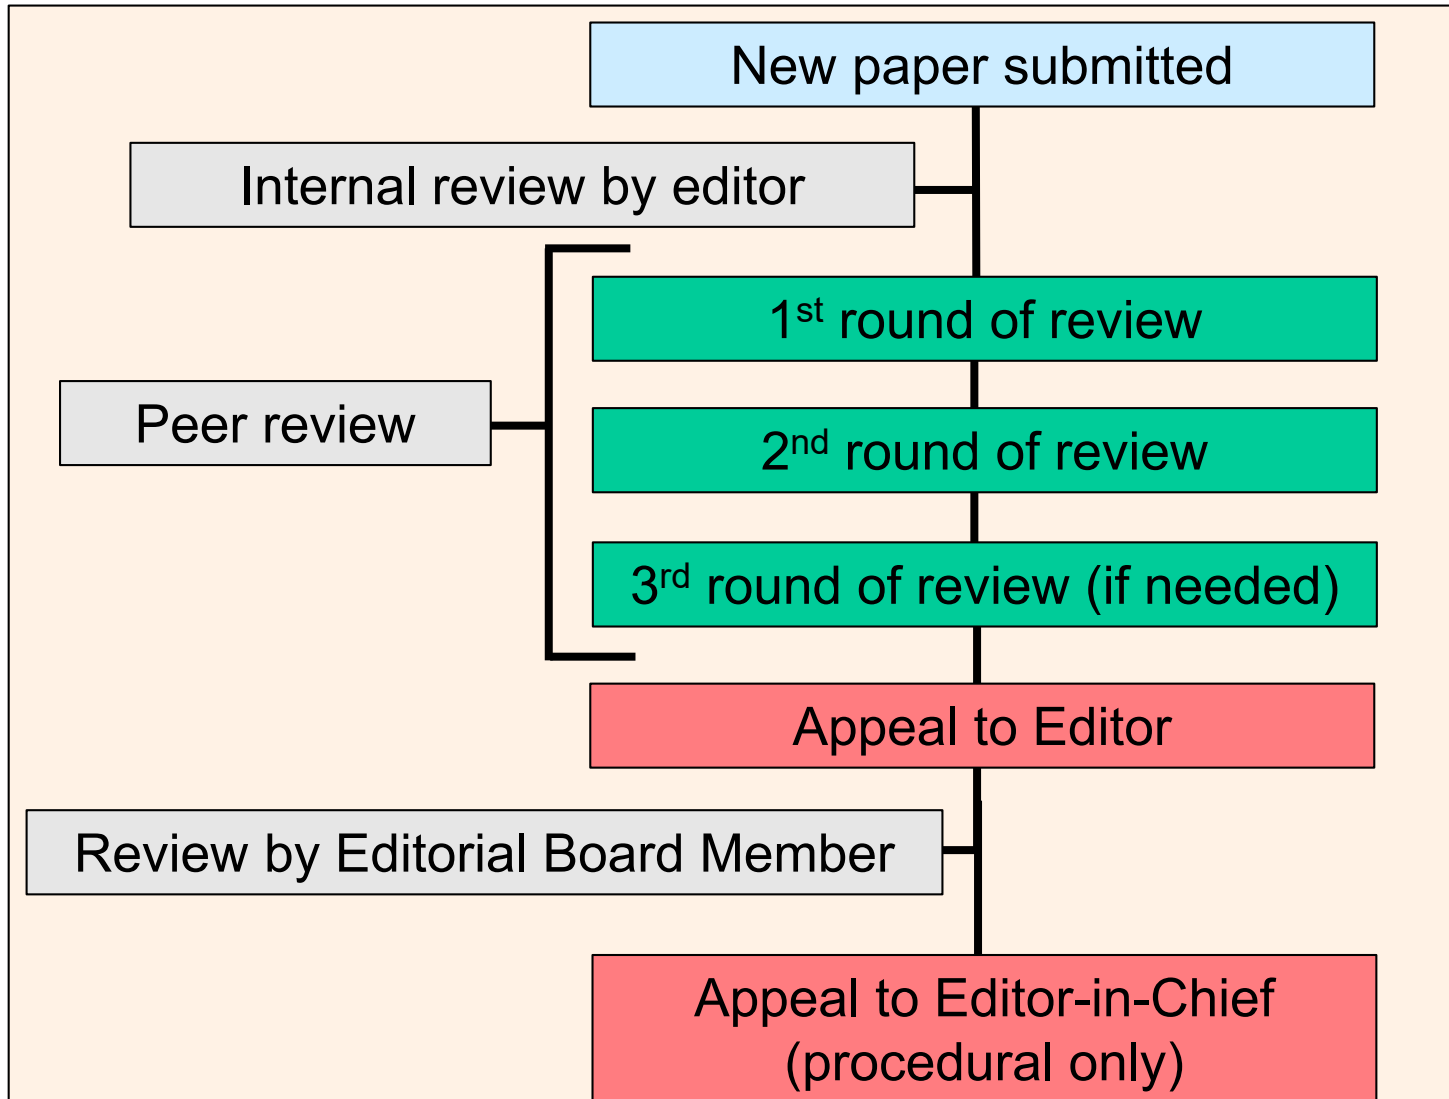 New paper submitted
Internal review by editor
1st round of review
Peer review
2nd round of review
3rd round of review (if needed)
Appeal to Editor
Review by Editorial Board Member
Appeal to Editor-in-Chief
(procedural only)